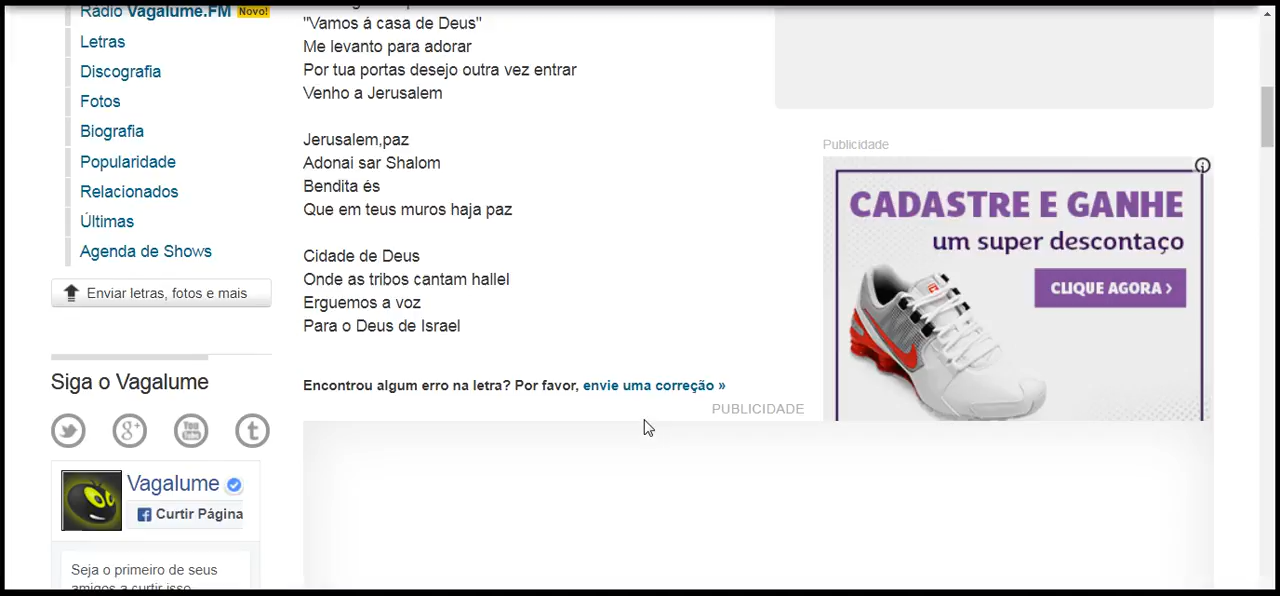 Rádio Vagalume.FM Novo!
Letras
Discografia
Fotos
Biografia
Popularidade
Relacionados
Últimas
Agenda de Shows
Enviar letras, fotos e mais
Siga o Vagalume
Vagalume
Curtir Página
Seja o primeiro de seus
amigos a curtir isso
"Vamos á casa de Deus"
Me levanto para adorar
Por tua portas desejo outra vez entrar
Venho a Jerusalem
Jerusalem,paz
Adonai sar Shalom
Bendita és
Que em teus muros haja paz
Cidade de Deus
Onde as tribos cantam hallel
Erguemos a voz
Para o Deus de Israel
Encontrou algum erro na letra? Por favor, envie uma correção »
PUBLICIDADE
Publicidade
CADASTRE E GANHE
um super descontaço
CLIQUE AGORA >